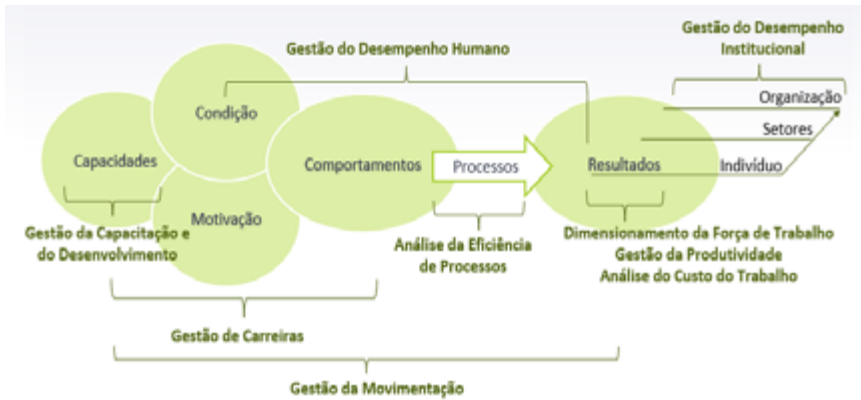 Gestão do Desempenho
Institucional
Gestão do Desempenho Humano
Organização
Condição
Setores
Capacidades
Comportamentos
Processos
Resultados
Indivíduo
Motivação
Gestão da Capacitação e
do Desenvolvimento
Análise da Eficiência
de Processos
Dimensionamento da Força de Trabalho
Gestão da Produtividade
Análise do Custo do Trabalho
Gestão de Carreiras
Gestão da Movimentação